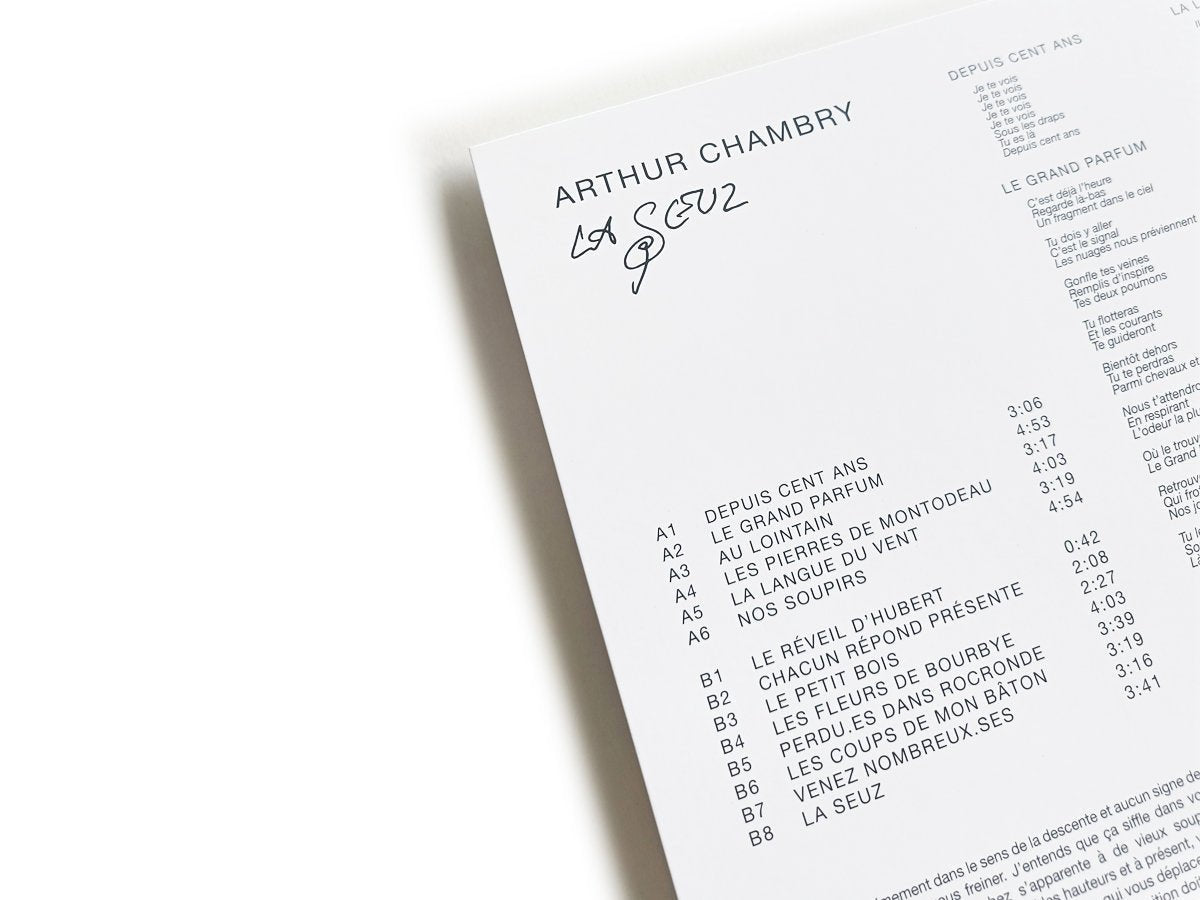 ARTHUR CHAMBRY
LA SEUZ
A1 DEPUIS CENT ANS 3:06
A2 LE GRAND PARFUM 4:53
A3 AU LOINTAIN 3:17
A4 LES PIERRES DE MONTODEAU 4:03
A5 LA LANGUE DU VENT 3:19
A6 NOS SOUPIRS 4:54
B1 LE RÉVEIL D'HUBERT 0:42
B2 CHACUN RÉPOND PRÉSENTE 2:08
B3 LE PETIT BOIS 2:27
B4 LES FLEURS DE BOURBYE 4:03
B5 PERDU.ES DANS ROCRONDE 3:39
B6 LES COUPS DE MON BÂTON 3:19
B7 VENEZ NOMBREUX.SES 3:16
B8 LA SEUZ 3:41
DEPUIS CENT ANS
Je te vois
Je te vois
Je te vois
Je te vois
Je te vois
Sous les draps
Tu es là
Depuis cent ans
LE GRAND PARFUM
C'est déjà l'heure
Regarde là-bas
Un fragment dans le ciel
Tu dois y aller
C'est le signal
Les nuages nous préviennent
Gonfle tes veines
Remplis d'inspire
Tes deux poumons
Tu flotteras
Et les courants
Te guideront
Bientôt dehors
Tu te perdras
Parmi chevaux et
Nous t'attendro
En respirant
L'odeur la plu
Où le trouv
Le Grand
Retrouv
Qui fro
Nos jo
Tu le
So
LA L
dans le sens de la descente et aucun signe de
freiner. J'entends que ça siffle dans vo
s'apparente à de vieux soup
hauteurs et à présent, v
qui vous déplace